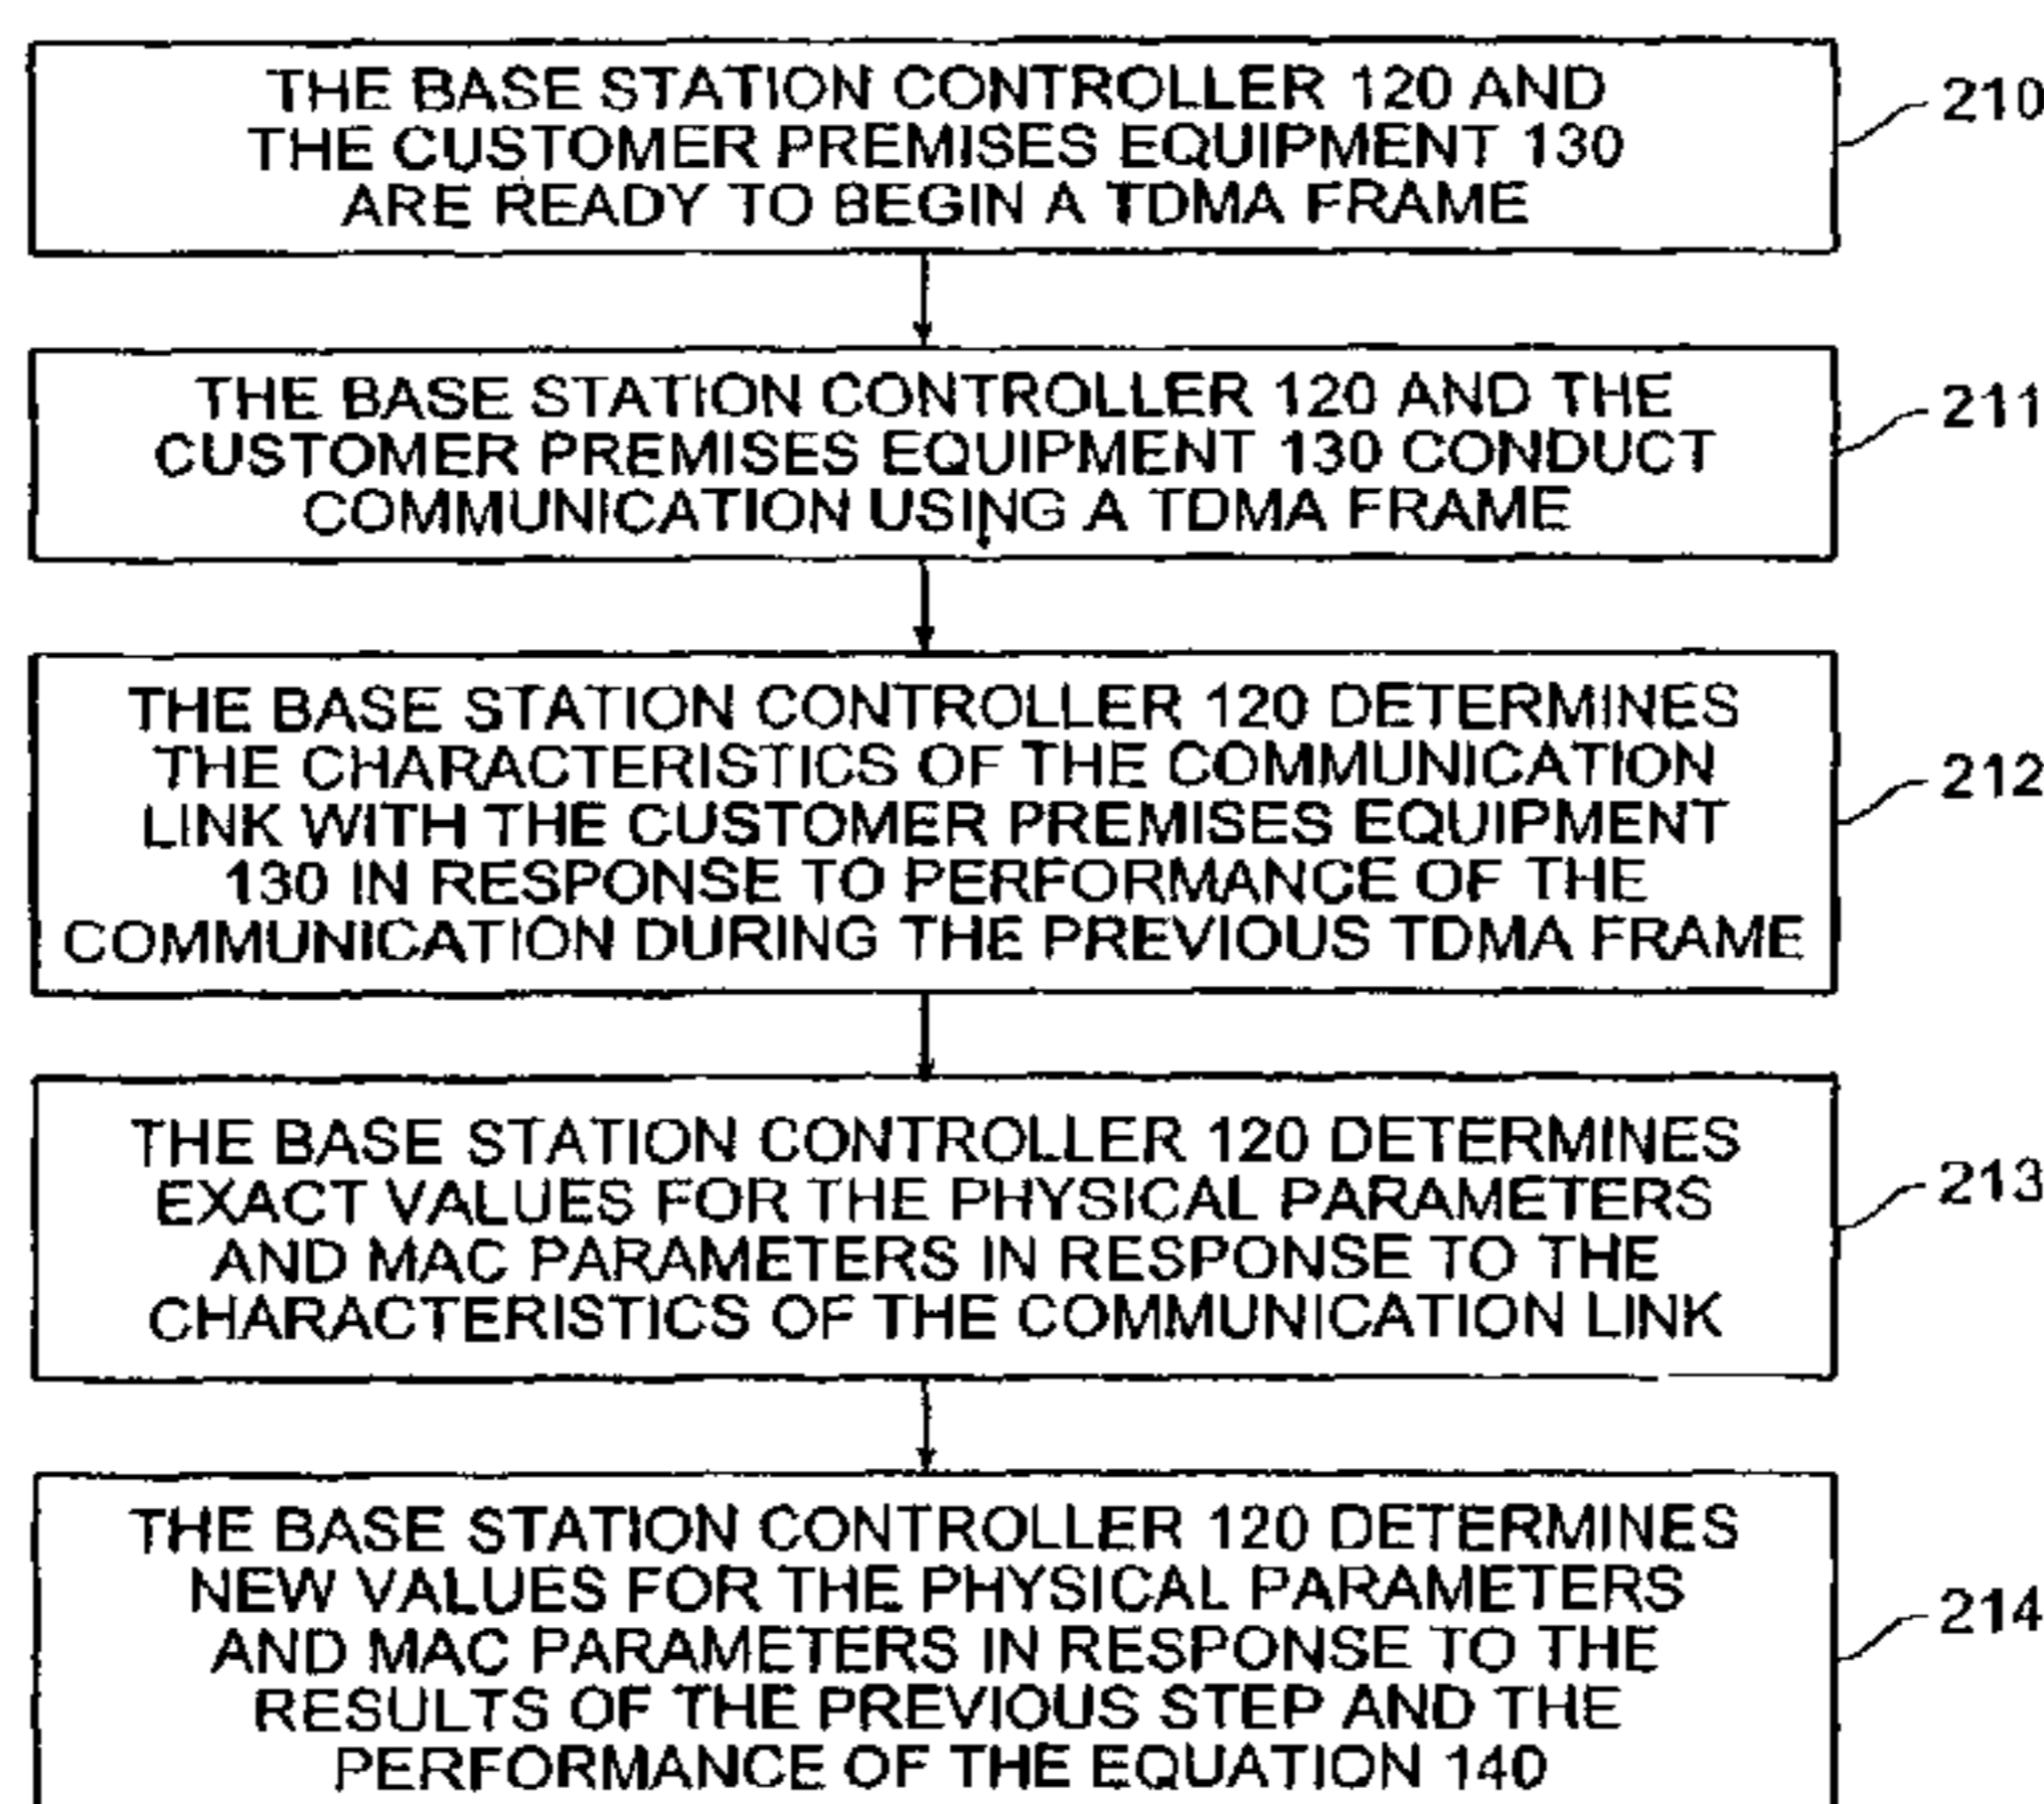 THE BASE STATION CONTROLLER 120 AND
THE CUSTOMER PREMISES EQUIPMENT 130
ARE READY TO BEGIN A TDMA FRAME
210
THE BASE STATION CONTROLLER 120 AND THE
CUSTOMER PREMISES EQUIPMENT 130 CONDUCT
COMMUNICATION USING A TDMA FRAME
211
THE BASE STATION CONTROLLER 120 DETERMINES
THE CHARACTERISTICS OF THE COMMUNICATION
LINK WITH THE CUSTOMER PREMISES EQUIPMENT
130 IN RESPONSE TO PERFORMANCE OF THE
COMMUNICATION DURING THE PREVIOUS TDMA FRAME
212
THE BASE STATION CONTROLLER 120 DETERMINES
EXACT VALUES FOR THE PHYSICAL PARAMETERS
AND MAC PARAMETERS IN RESPONSE TO THE
CHARACTERISTICS OF THE COMMUNICATION LINK
213
THE BASE STATION CONTROLLER 120 DETERMINES
NEW VALUES FOR THE PHYSICAL PARAMETERS
AND MAC PARAMETERS IN RESPONSE TO THE
RESULTS OF THE PREVIOUS STEP AND THE
PERFORMANCE OF THE EQUATION 140
214